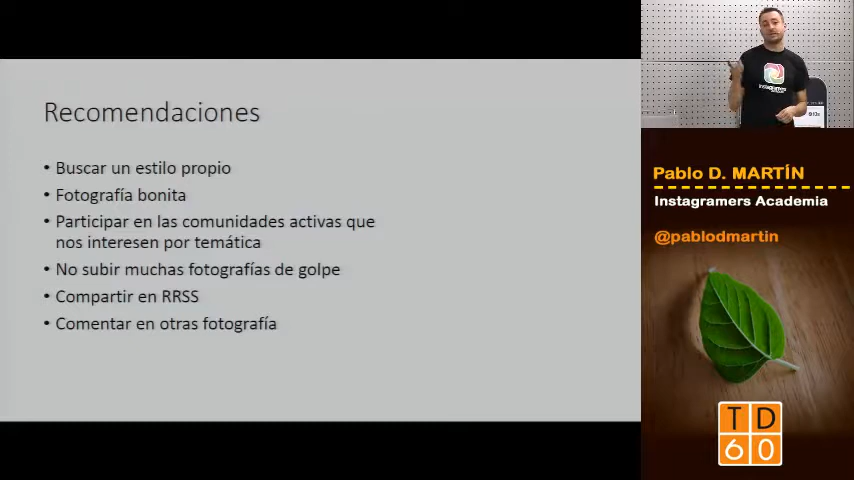 Recomendaciones
• Buscar un estilo propio
• Fotografía bonita
• Participar en las comunidades activas que
nos interesen por temática
• No subir muchas fotografías de golpe
• Compartir en RRSS
• Comentar en otras fotografía
Pablo D. MARTÍN
Instagramers Academia
@pablodmartin
TD
60